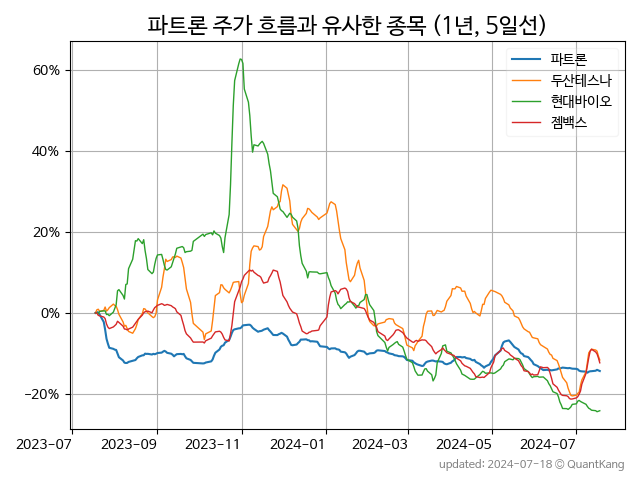 파트론 주가 흐름과 유사한 종목 (1년, 5일선)
파트론
두산테스나
현대바이오
젬백스
60%
40%
20%
0%
−20%
2023-07
2023-09
2023-11
2024-01
2024-03
2024-05
2024-07
updated: 2024-07-18 © QuantKang